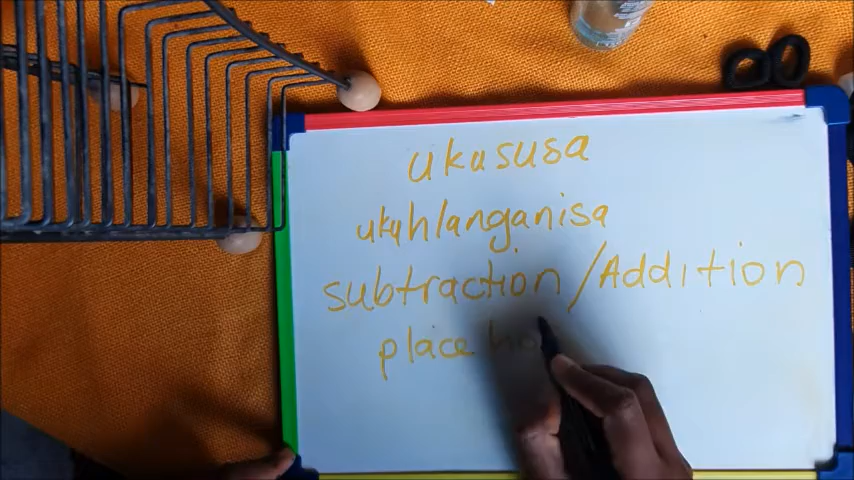 ukususa
ukuhlanganisa
subtraction/Addition
place